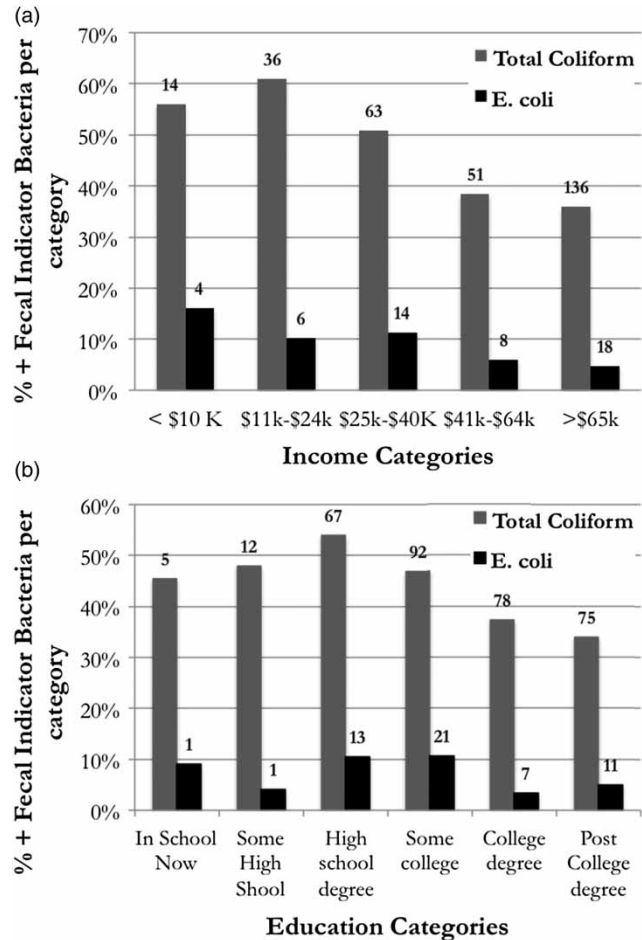 (a)
% + Fecal Indicator Bacteria per
category
70%
60%
50%
40%
30%
20%
10%
0%
Total Coliform
E. coli
14
36
63
51
136
4
6
14
8
18
< $10 K
$11k-$24k
$25k-$40K
$41k-$64k
>$65k
Income Categories
(b)
% + Fecal Indicator Bacteria per
category
60%
50%
40%
30%
20%
10%
0%
Total Coliform
E. coli
5
12
67
92
78
75
1
1
13
21
7
11
In School
Now
Some
High
Shool
High
school
degree
Some
college
College
degree
Post
College
degree
Education Categories